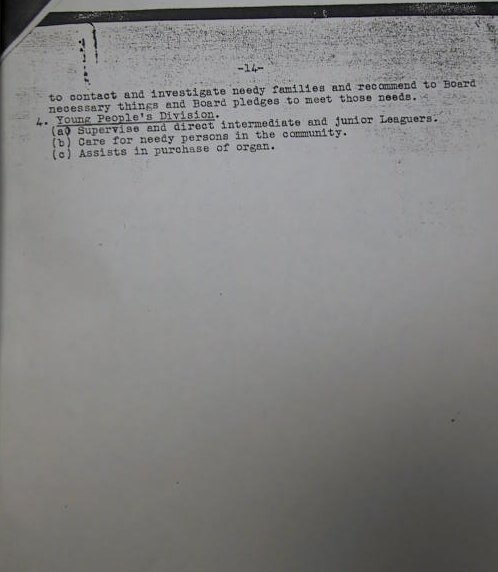 -14-
to contact and investigate needy families and recommend to Board
necessary things and Board pledges to meet those needs.
4. Young People's Division.
(a) Supervise and direct intermediate and junior Leaguers.
(b) Care for needy persons in the community.
(c) Assists in purchase of organ.